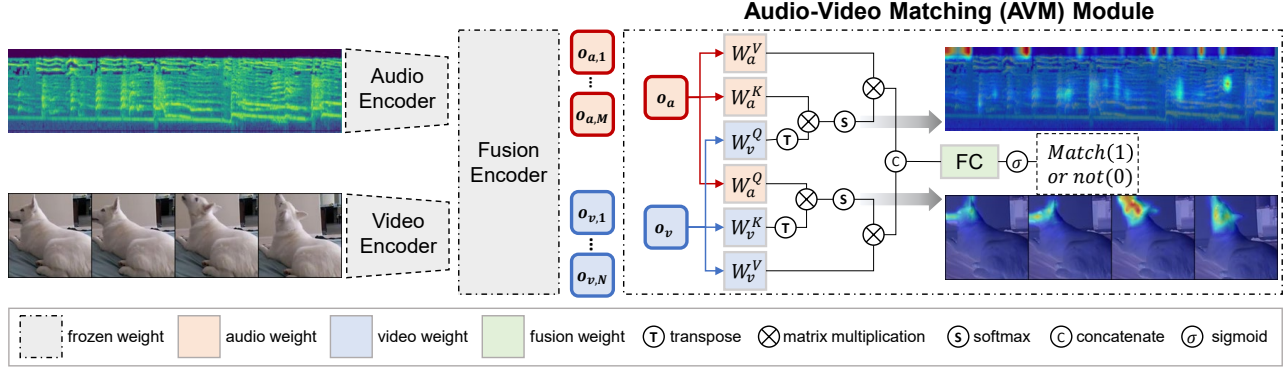 Audio-Video Matching (AVM) Module
Audio
Encoder
Video
Encoder
Fusion
Encoder
o_{a,1}
o_{a,M}
o_{v,1}
o_{v,N}
o_a
o_v
W_a^V
W_a^K
W_v^Q
W_a^Q
W_v^K
W_v^V
T
S
T
S
C
FC
σ
Match(1)
or not(0)
frozen weight
audio weight
video weight
fusion weight
T transpose
matrix multiplication
S softmax
C concatenate
σ sigmoid